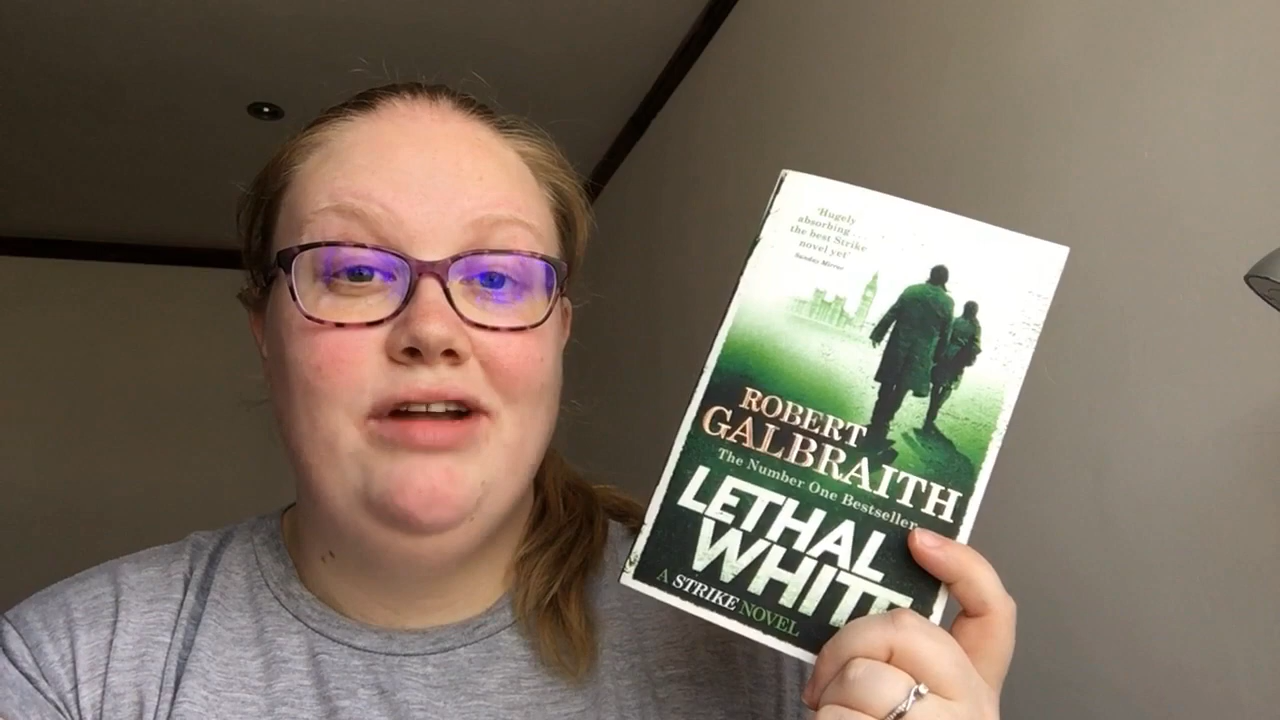 'Hugely
absorbing...
the best Strike
novel yet'
Sunday Mirror
ROBERT
GALBRAITH
The Number One Bestseller
LETHAL
WHITE
A STRIKE NOVEL